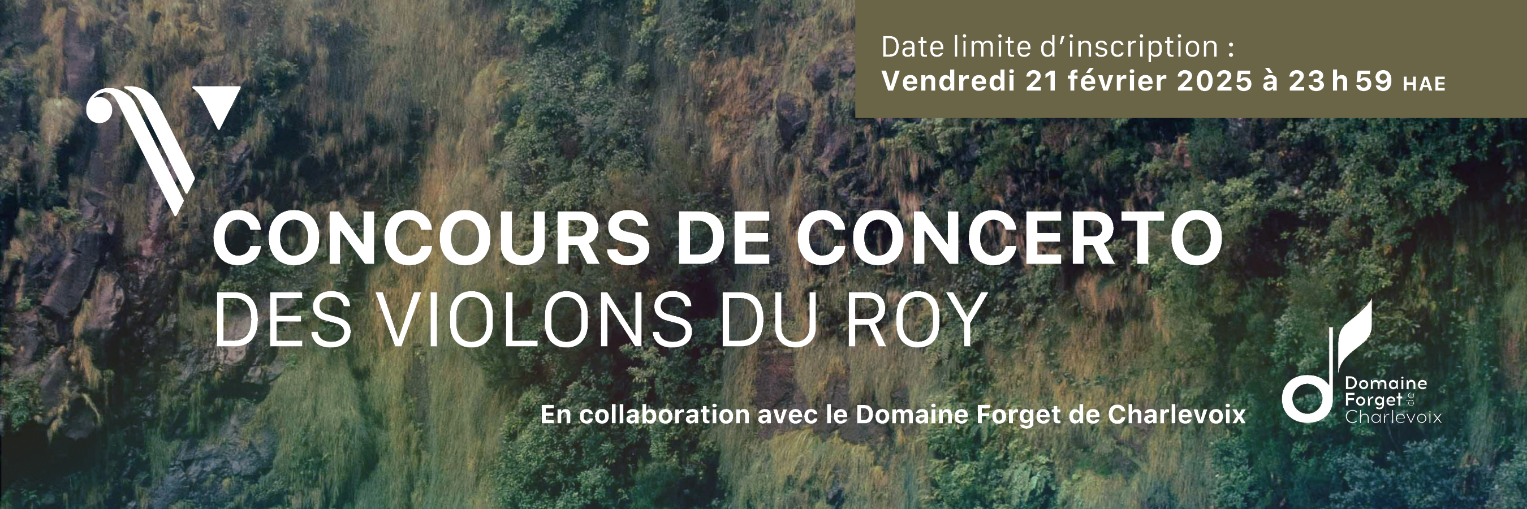 Date limite d’inscription :
Vendredi 21 février 2025 à 23 h 59 HAE
CONCOURS DE CONCERTO
DES VIOLONS DU ROY
En collaboration avec le Domaine Forget de Charlevoix
Domaine
Forget de
Charlevoix